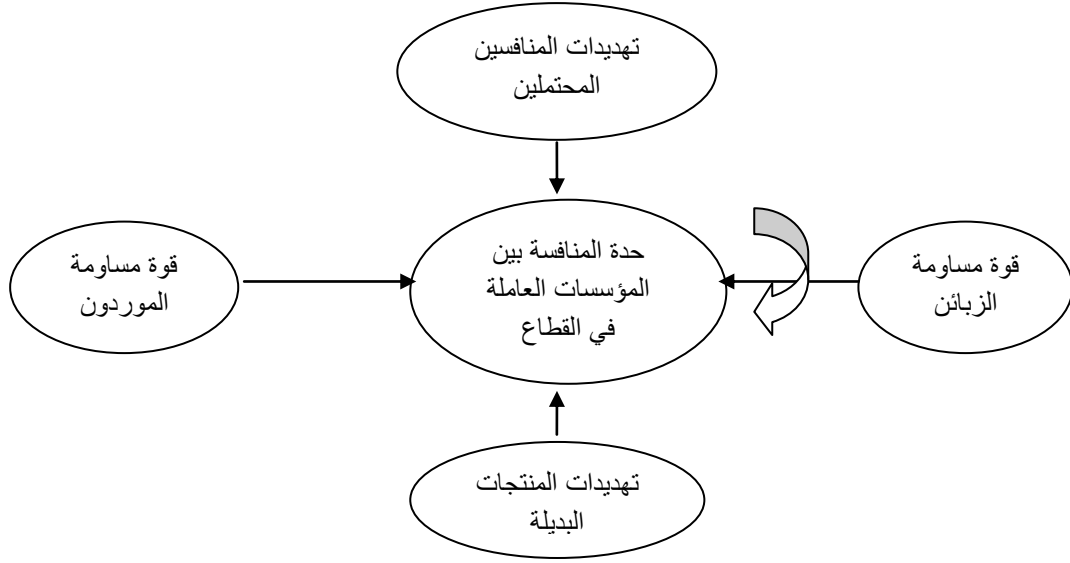 تهديدات المنافسين
المحتملين
قوة مساومة
الزبائن
حدة المنافسة بين
المؤسسات العاملة
في القطاع
قوة مساومة
الموردون
تهديدات المنتجات
البديلة